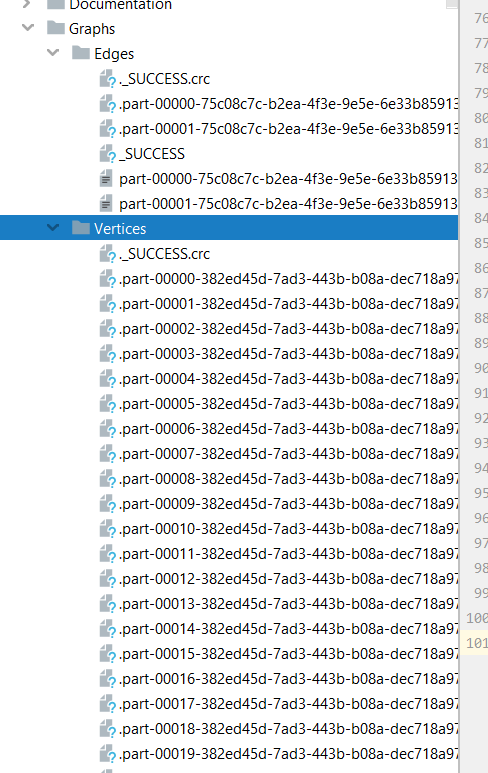 Documentation
Graphs
Edges
._SUCCESS.crc
.part-00000-75c08c7c-b2ea-4f3e-9e5e-6e33b85913
.part-00001-75c08c7c-b2ea-4f3e-9e5e-6e33b85913
_SUCCESS
part-00000-75c08c7c-b2ea-4f3e-9e5e-6e33b85913
part-00001-75c08c7c-b2ea-4f3e-9e5e-6e33b85913
Vertices
._SUCCESS.crc
.part-00000-382ed45d-7ad3-443b-b08a-dec718a97
.part-00001-382ed45d-7ad3-443b-b08a-dec718a97
.part-00002-382ed45d-7ad3-443b-b08a-dec718a97
.part-00003-382ed45d-7ad3-443b-b08a-dec718a97
.part-00004-382ed45d-7ad3-443b-b08a-dec718a97
.part-00005-382ed45d-7ad3-443b-b08a-dec718a97
.part-00006-382ed45d-7ad3-443b-b08a-dec718a97
.part-00007-382ed45d-7ad3-443b-b08a-dec718a97
.part-00008-382ed45d-7ad3-443b-b08a-dec718a97
.part-00009-382ed45d-7ad3-443b-b08a-dec718a97
.part-00010-382ed45d-7ad3-443b-b08a-dec718a97
.part-00011-382ed45d-7ad3-443b-b08a-dec718a97
.part-00012-382ed45d-7ad3-443b-b08a-dec718a97
.part-00013-382ed45d-7ad3-443b-b08a-dec718a97
.part-00014-382ed45d-7ad3-443b-b08a-dec718a97
.part-00015-382ed45d-7ad3-443b-b08a-dec718a97
.part-00016-382ed45d-7ad3-443b-b08a-dec718a97
.part-00017-382ed45d-7ad3-443b-b08a-dec718a97
.part-00018-382ed45d-7ad3-443b-b08a-dec718a97
.part-00019-382ed45d-7ad3-443b-b08a-dec718a97
76
77
78
79
80
81
82
83
84
85
86
87
88
89
90
91
92
93
94
95
96
97
98
99
100
101